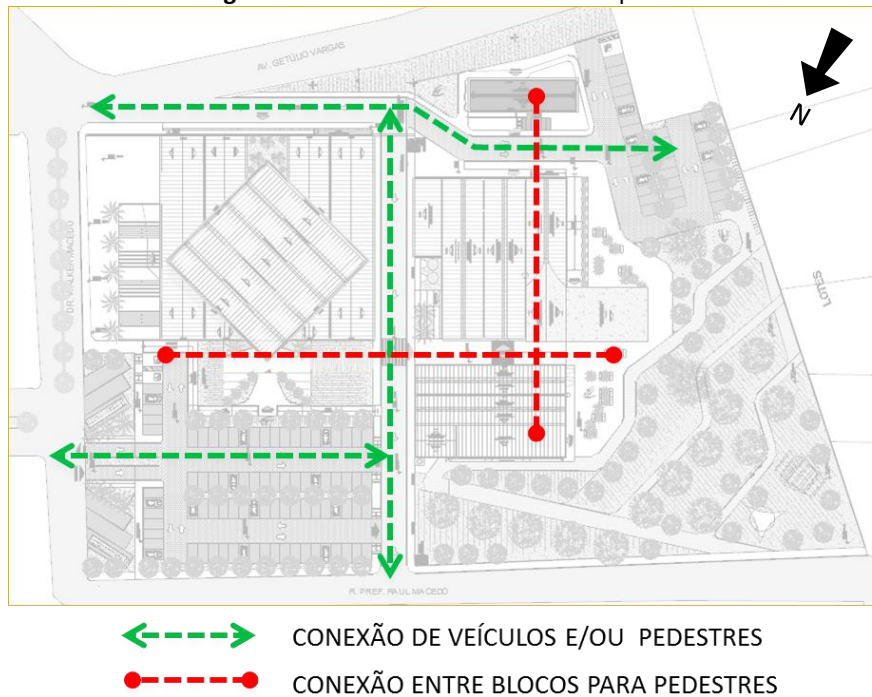 AV. GETÚLIO VARGAS
N
DR. WALKER MACEDO
LOTES
R. PREF. RAUL MACEDO
CONEXÃO DE VEÍCULOS E/OU PEDESTRES
CONEXÃO ENTRE BLOCOS PARA PEDESTRES